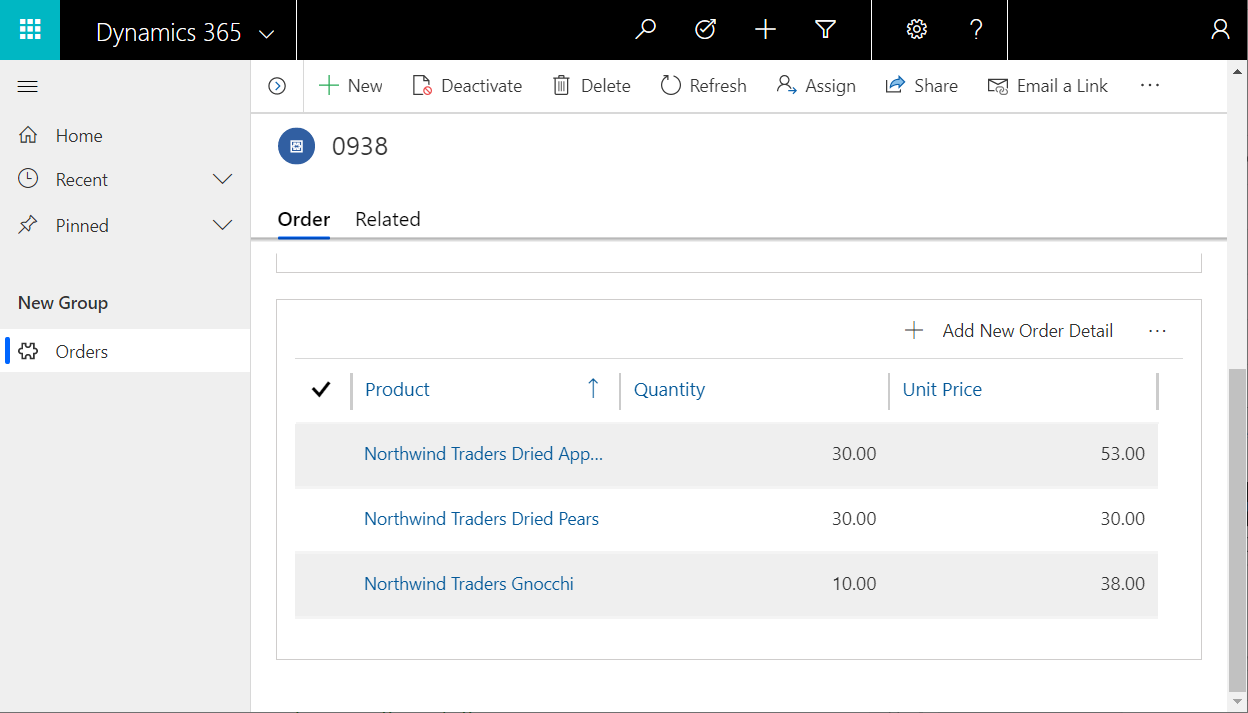 Dynamics 365
?
New
Deactivate
Delete
Refresh
Assign
Share
Email a Link
...
Home
Recent
Pinned
New Group
Orders
0938
Order Related
Add New Order Detail ...
Product Quantity Unit Price
Northwind Traders Dried App... 30.00 53.00
Northwind Traders Dried Pears 30.00 30.00
Northwind Traders Gnocchi 10.00 38.00